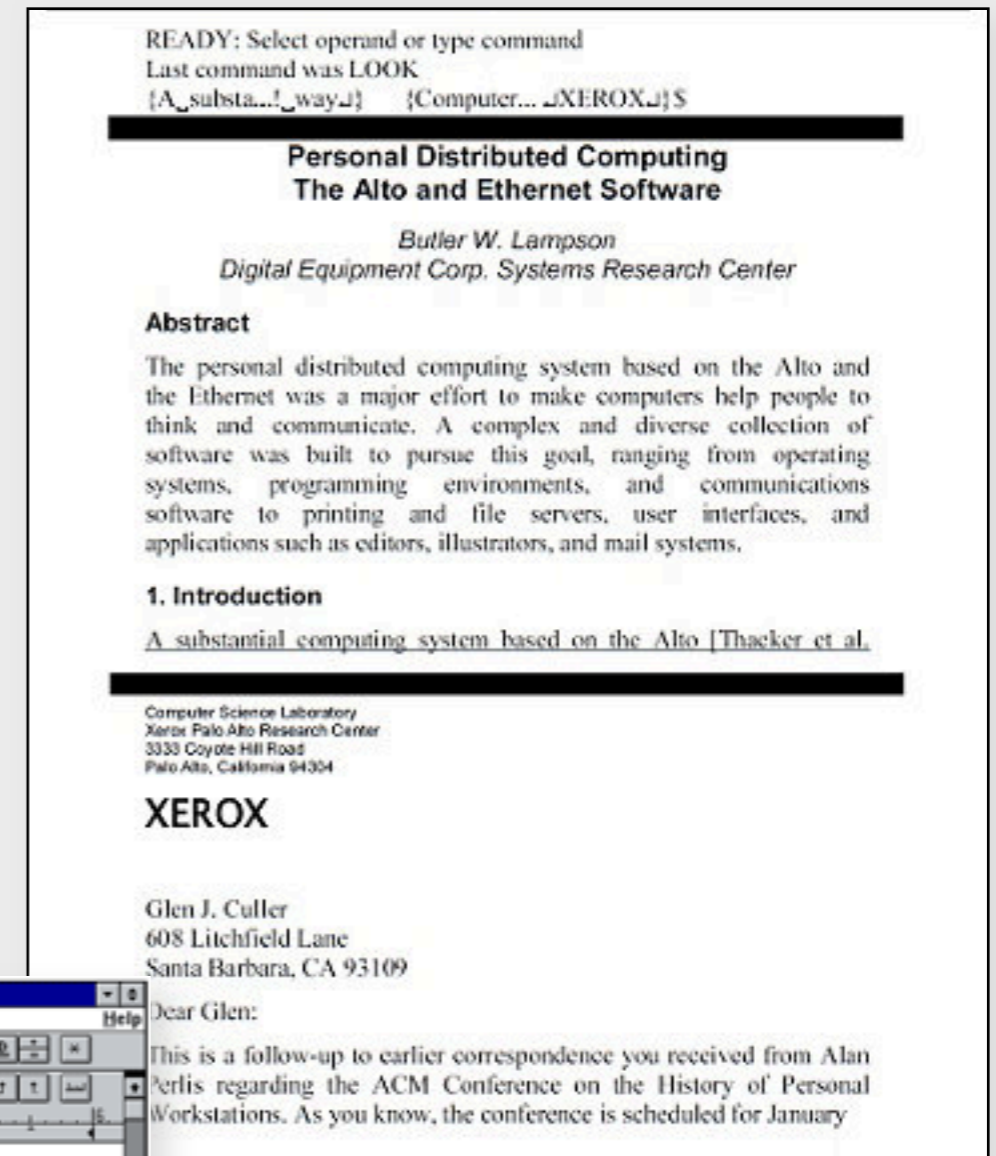 READY: Select operand or type command
Last command was LOOK
{A␣substa...!␣way⏎} {Computer... ⏎XEROX⏎}$
Personal Distributed Computing
The Alto and Ethernet Software
Butler W. Lampson
Digital Equipment Corp. Systems Research Center
Abstract
The personal distributed computing system based on the Alto and
the Ethernet was a major effort to make computers help people to
think and communicate. A complex and diverse collection of
software was built to pursue this goal, ranging from operating
systems, programming environments, and communications
software to printing and file servers, user interfaces, and
applications such as editors, illustrators, and mail systems.
1. Introduction
A substantial computing system based on the Alto [Thacker et al.
Computer Science Laboratory
Xerox Palo Alto Research Center
3333 Coyote Hill Road
Palo Alto, California 94304
XEROX
Glen J. Culler
608 Litchfield Lane
Santa Barbara, CA 93109
Dear Glen:
This is a follow-up to earlier correspondence you received from Alan
Perlis regarding the ACM Conference on the History of Personal
Workstations. As you know, the conference is scheduled for January
Help